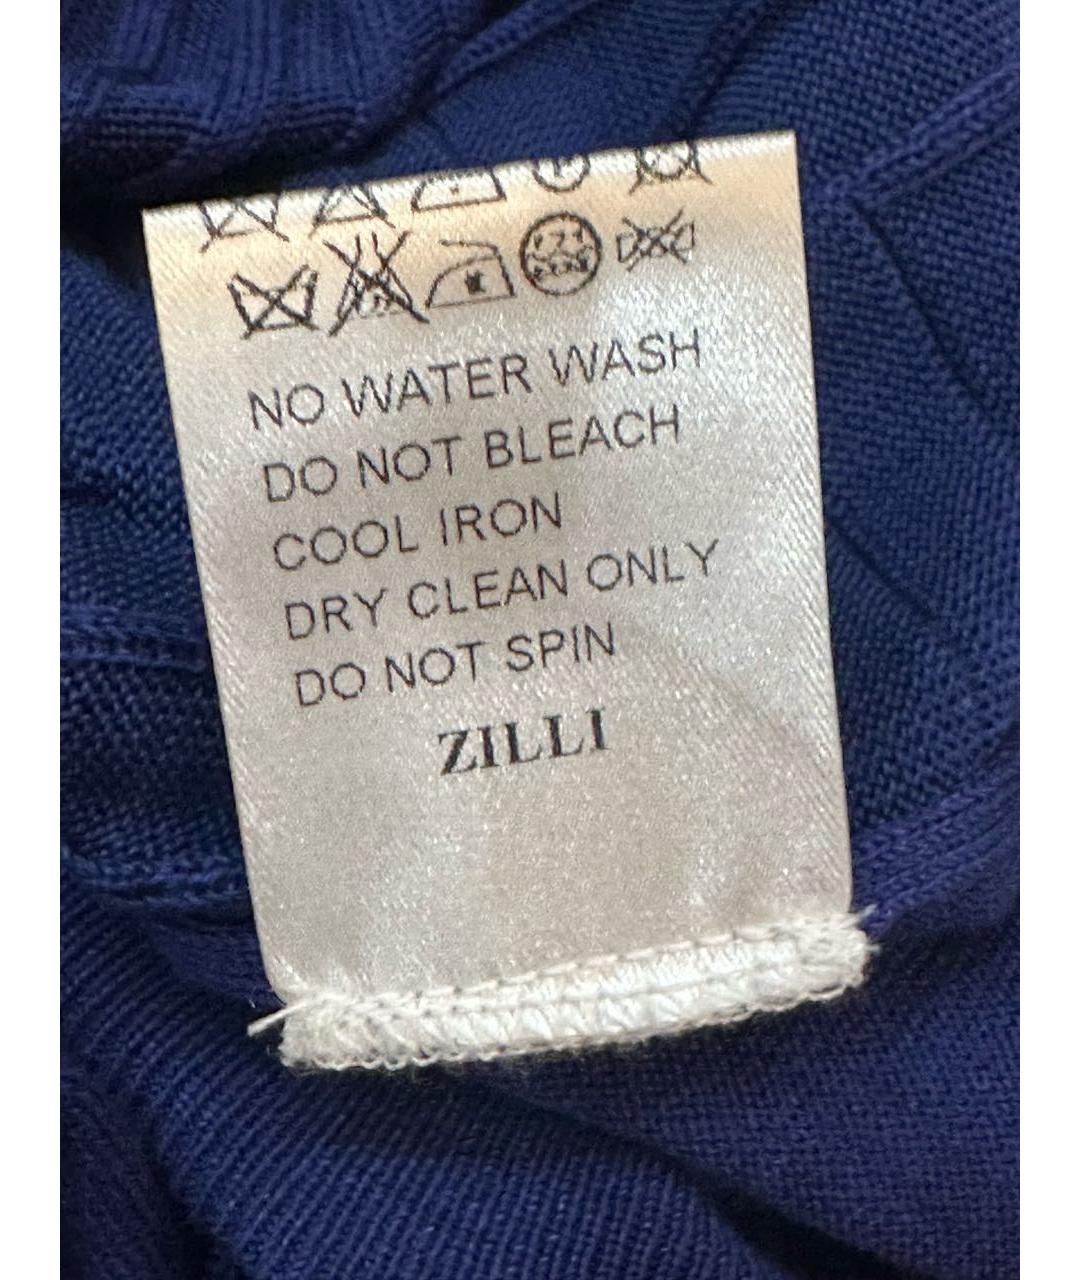 NO WATER WASH
DO NOT BLEACH
COOL IRON
DRY CLEAN ONLY
DO NOT SPIN
ZILLI